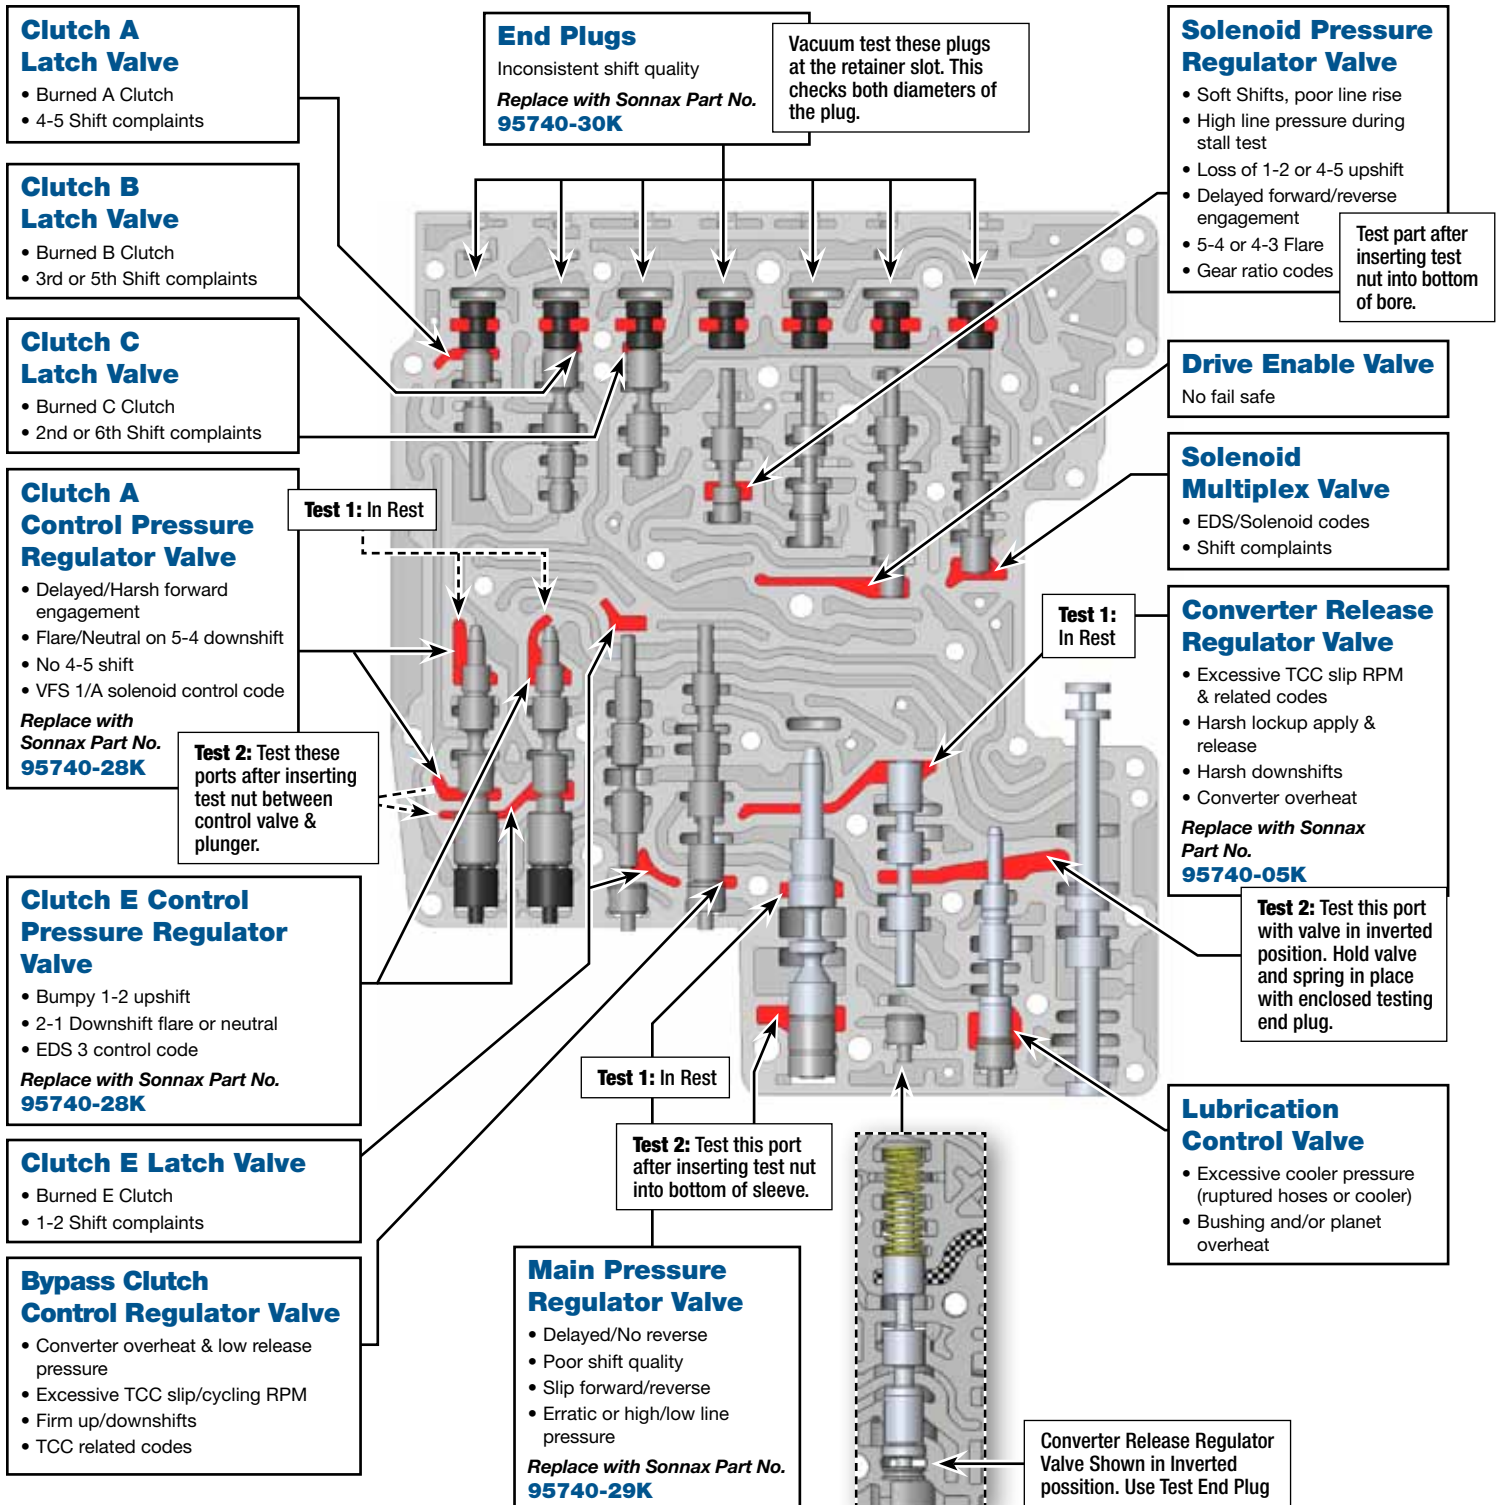 Clutch A
Latch Valve
• Burned A Clutch
• 4-5 Shift complaints
Clutch B
Latch Valve
• Burned B Clutch
• 3rd or 5th Shift complaints
Clutch C
Latch Valve
• Burned C Clutch
• 2nd or 6th Shift complaints
Clutch A
Control Pressure
Regulator Valve
• Delayed/Harsh forward
engagement
• Flare/Neutral on 5-4 downshift
• No 4-5 shift
• VFS 1/A solenoid control code
Replace with
Sonnax Part No.
95740-28K
Test 1: In Rest
Test 2: Test these
ports after inserting
test nut between
control valve &
plunger.
Clutch E Control
Pressure Regulator
Valve
• Bumpy 1-2 upshift
• 2-1 Downshift flare or neutral
• EDS 3 control code
Replace with Sonnax Part No.
95740-28K
Clutch E Latch Valve
• Burned E Clutch
• 1-2 Shift complaints
Bypass Clutch
Control Regulator Valve
• Converter overheat & low release
pressure
• Excessive TCC slip/cycling RPM
• Firm up/downshifts
• TCC related codes
End Plugs
Inconsistent shift quality
Replace with Sonnax Part No.
95740-30K
Vacuum test these plugs
at the retainer slot. This
checks both diameters of
the plug.
Test 1: In Rest
Test 2: Test this port
after inserting test nut
into bottom of sleeve.
Main Pressure
Regulator Valve
• Delayed/No reverse
• Poor shift quality
• Slip forward/reverse
• Erratic or high/low line
pressure
Replace with Sonnax Part No.
95740-29K
Solenoid Pressure
Regulator Valve
• Soft Shifts, poor line rise
• High line pressure during
stall test
• Loss of 1-2 or 4-5 upshift
• Delayed forward/reverse
engagement
• 5-4 or 4-3 Flare
• Gear ratio codes
Test part after
inserting test
nut into bottom
of bore.
Drive Enable Valve
No fail safe
Solenoid
Multiplex Valve
• EDS/Solenoid codes
• Shift complaints
Test 1:
In Rest
Converter Release
Regulator Valve
• Excessive TCC slip RPM
& related codes
• Harsh lockup apply &
release
• Harsh downshifts
• Converter overheat
Replace with Sonnax
Part No.
95740-05K
Test 2: Test this port
with valve in inverted
position. Hold valve
and spring in place
with enclosed testing
end plug.
Lubrication
Control Valve
• Excessive cooler pressure
(ruptured hoses or cooler)
• Bushing and/or planet
overheat
Converter Release Regulator
Valve Shown in Inverted
possition. Use Test End Plug